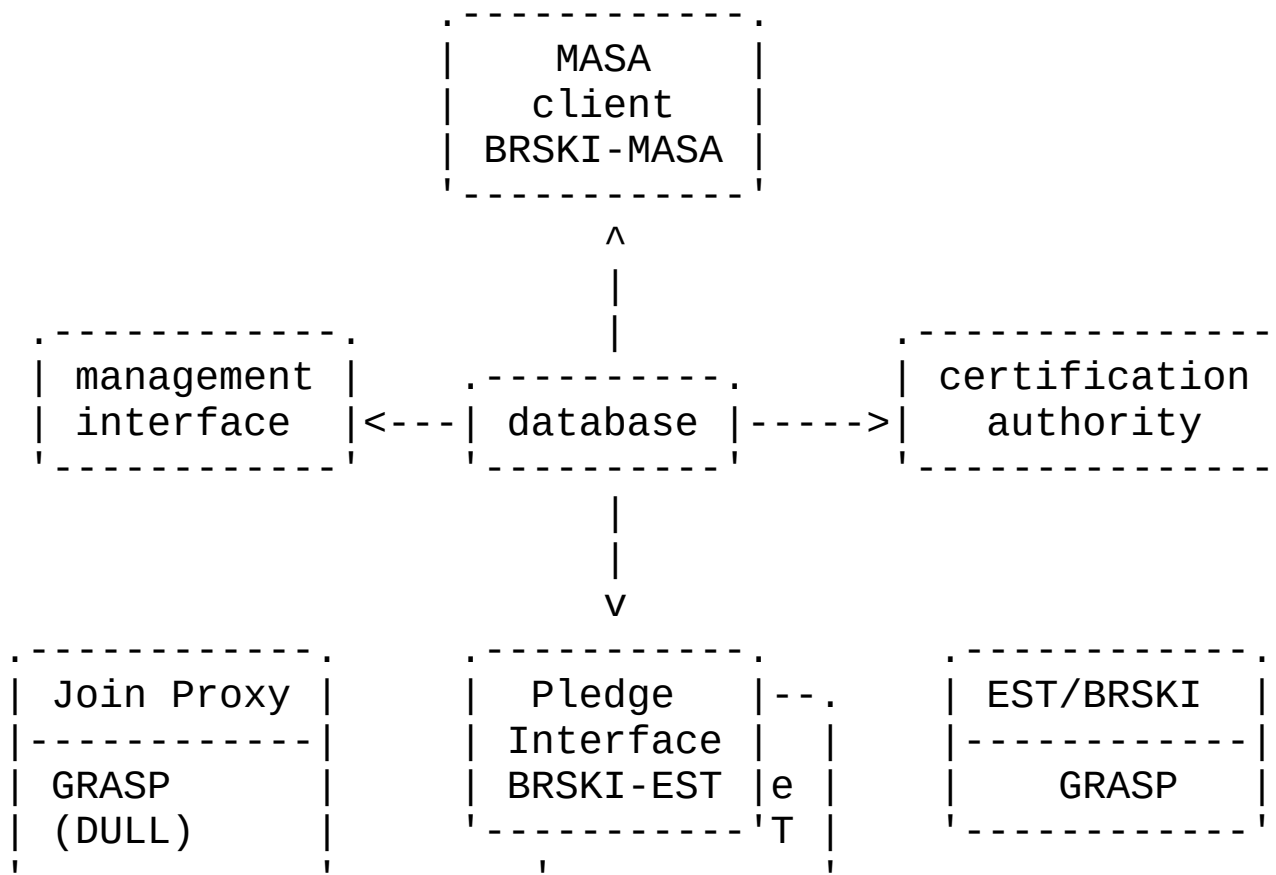 MASA
client
BRSKI-MASA
management
interface
database
certification
authority
Join Proxy
GRASP
(DULL)
Pledge
Interface
BRSKI-EST
e
T
EST/BRSKI
GRASP